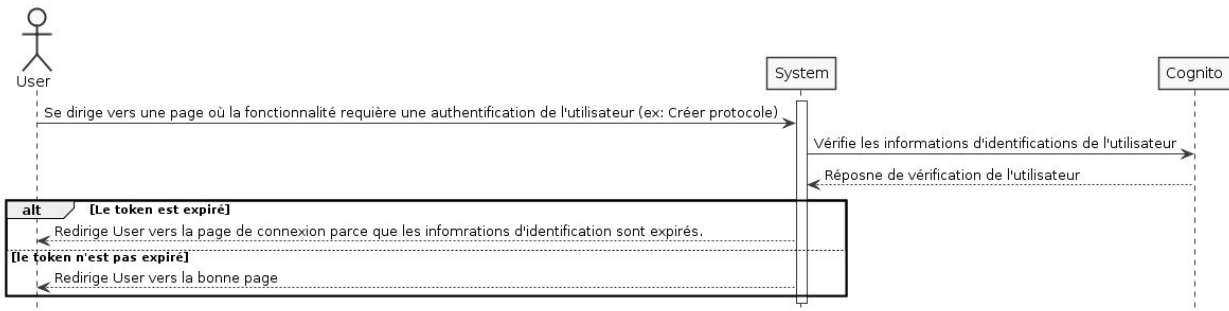 User
System
Cognito
Se dirige vers une page où la fonctionnalité requière une authentification de l'utilisateur (ex: Créer protocole)
Vérifie les informations d'identifications de l'utilisateur
Réposne de vérification de l'utilisateur
alt [Le token est expiré]
Redirige User vers la page de connexion parce que les infomrations d'identification sont expirés.
[le token n'est pas expiré]
Redirige User vers la bonne page